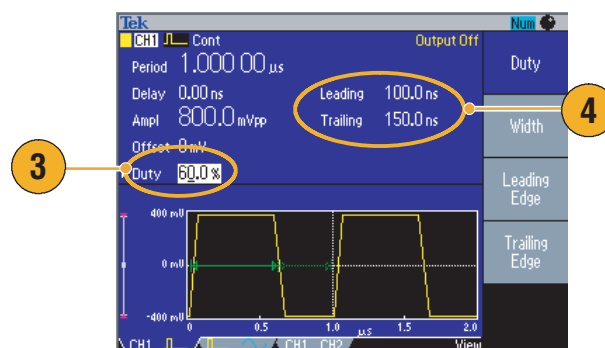 Tek Num
CH1 Cont Output Off
Period 1.000 00 µs
Delay 0.00 ns Leading 100.0 ns
Ampl 800.0 mVpp Trailing 150.0 ns
Offset 0 mV
Duty 60.0 %
Duty
Width
Leading
Edge
Trailing
Edge
3
4
400 mV
0 mV
-400 mV
0 0.5 1.0 µs 1.5 2.0
CH1 CH1 CH2 View